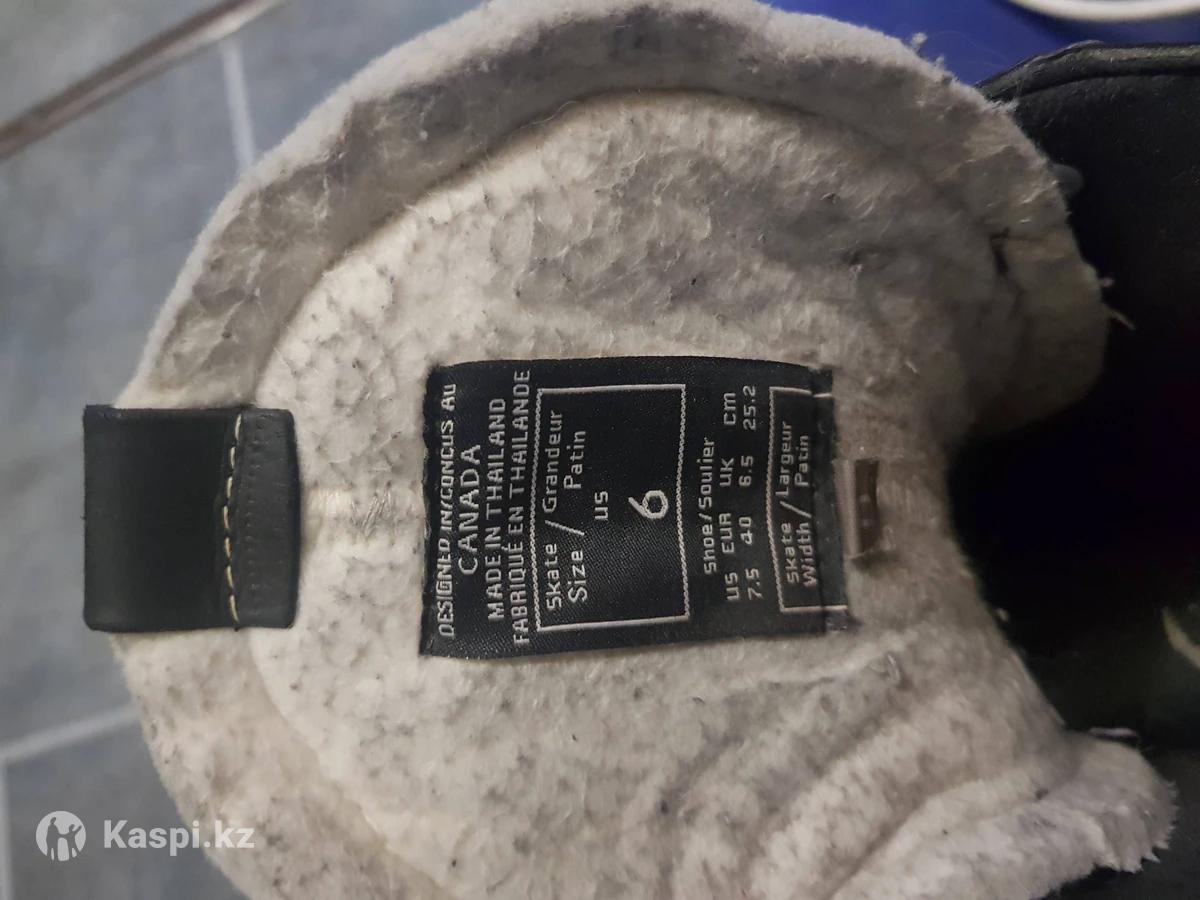 DESIGNED IN/CONCUS AU
CANADA
MADE IN THAILAND
FABRIQUÉ EN THAILANDE
Skate / Grandeur
Size / Patin
US
6
Shoe/Soulier
US EUR UK CM
7.5 40 6.5 25.2
Skate / Largeur
Width / Patin
Kaspi.kz